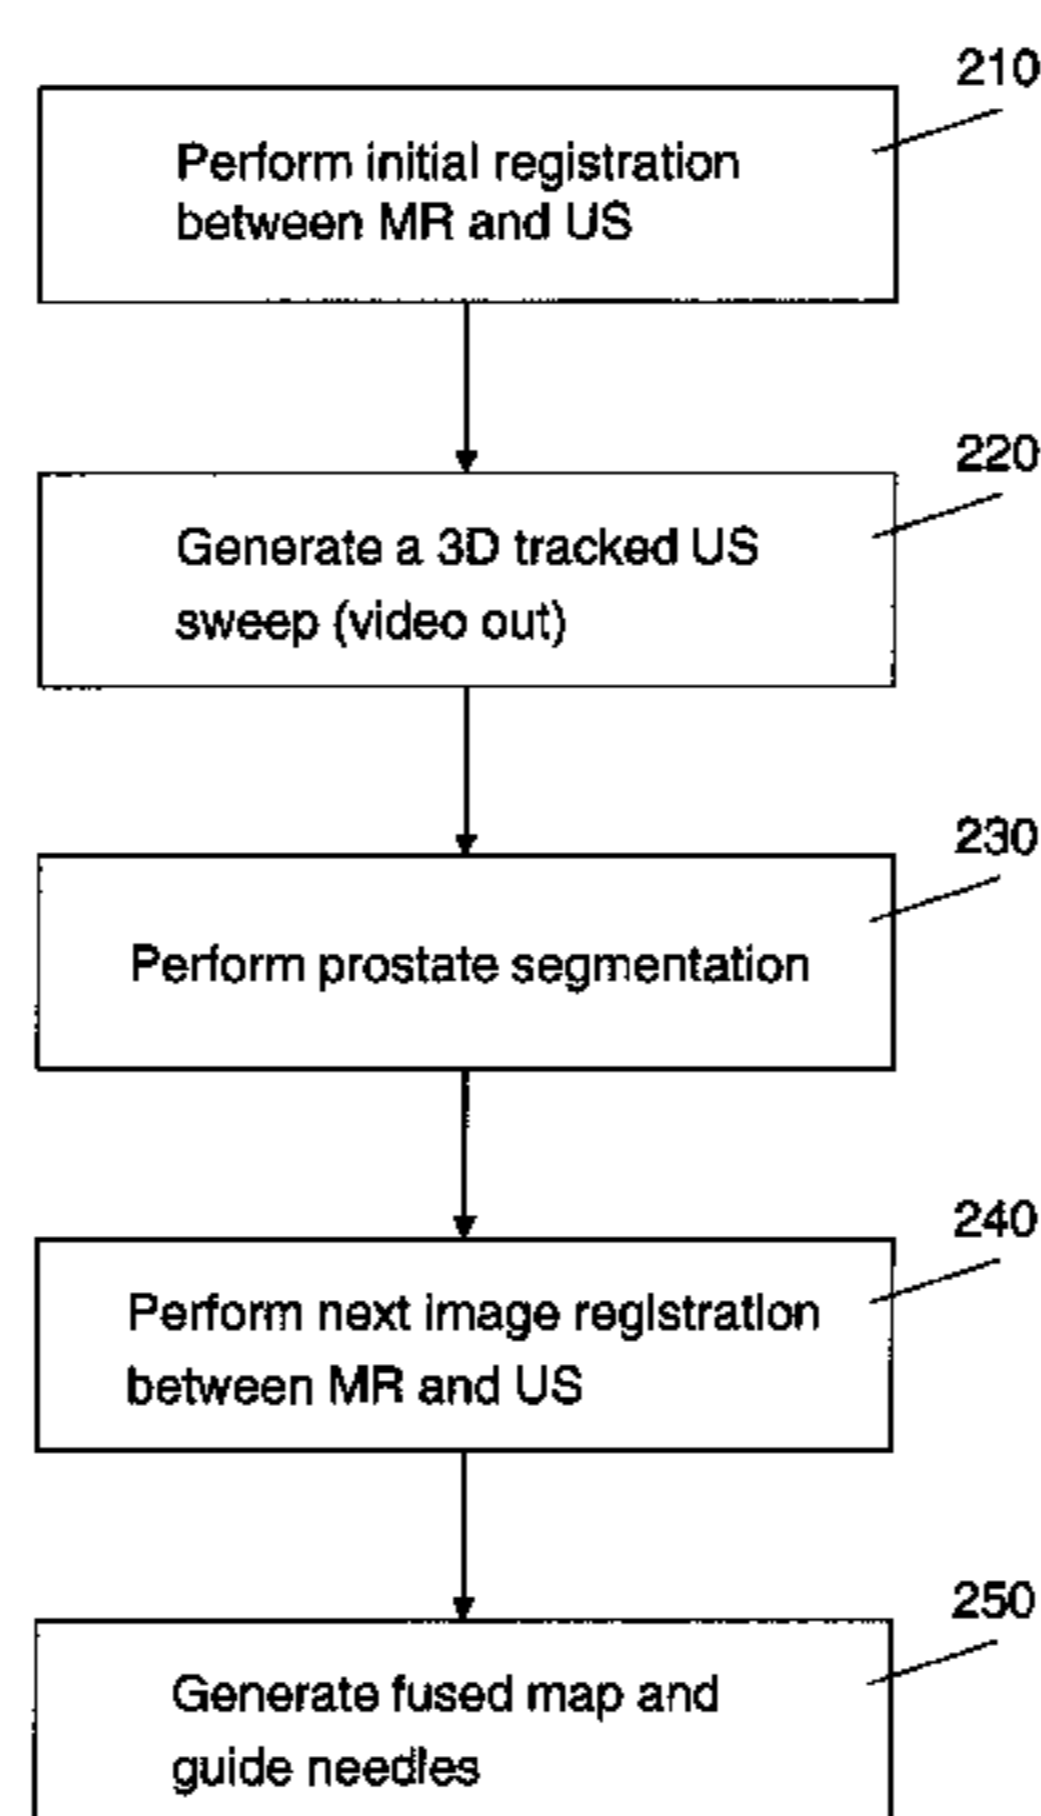 210
Perform initial registration
between MR and US
220
Generate a 3D tracked US
sweep (video out)
230
Perform prostate segmentation
240
Perform next image registration
between MR and US
250
Generate fused map and
guide needles